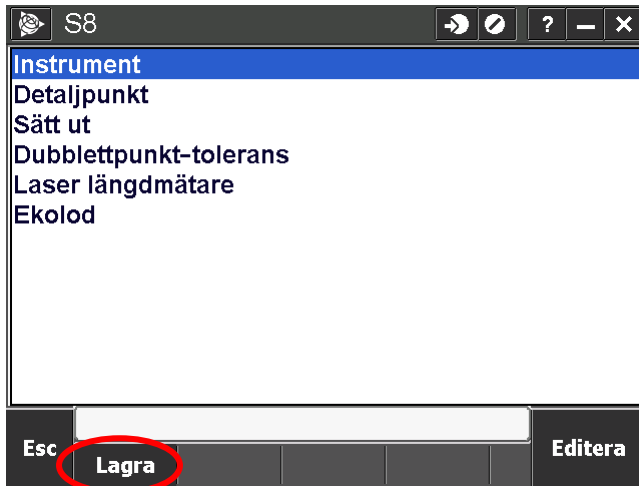 S8
?
Instrument
Detaljpunkt
Sätt ut
Dubblettpunkt-tolerans
Laser längdmätare
Ekolod
Esc
Lagra
Editera